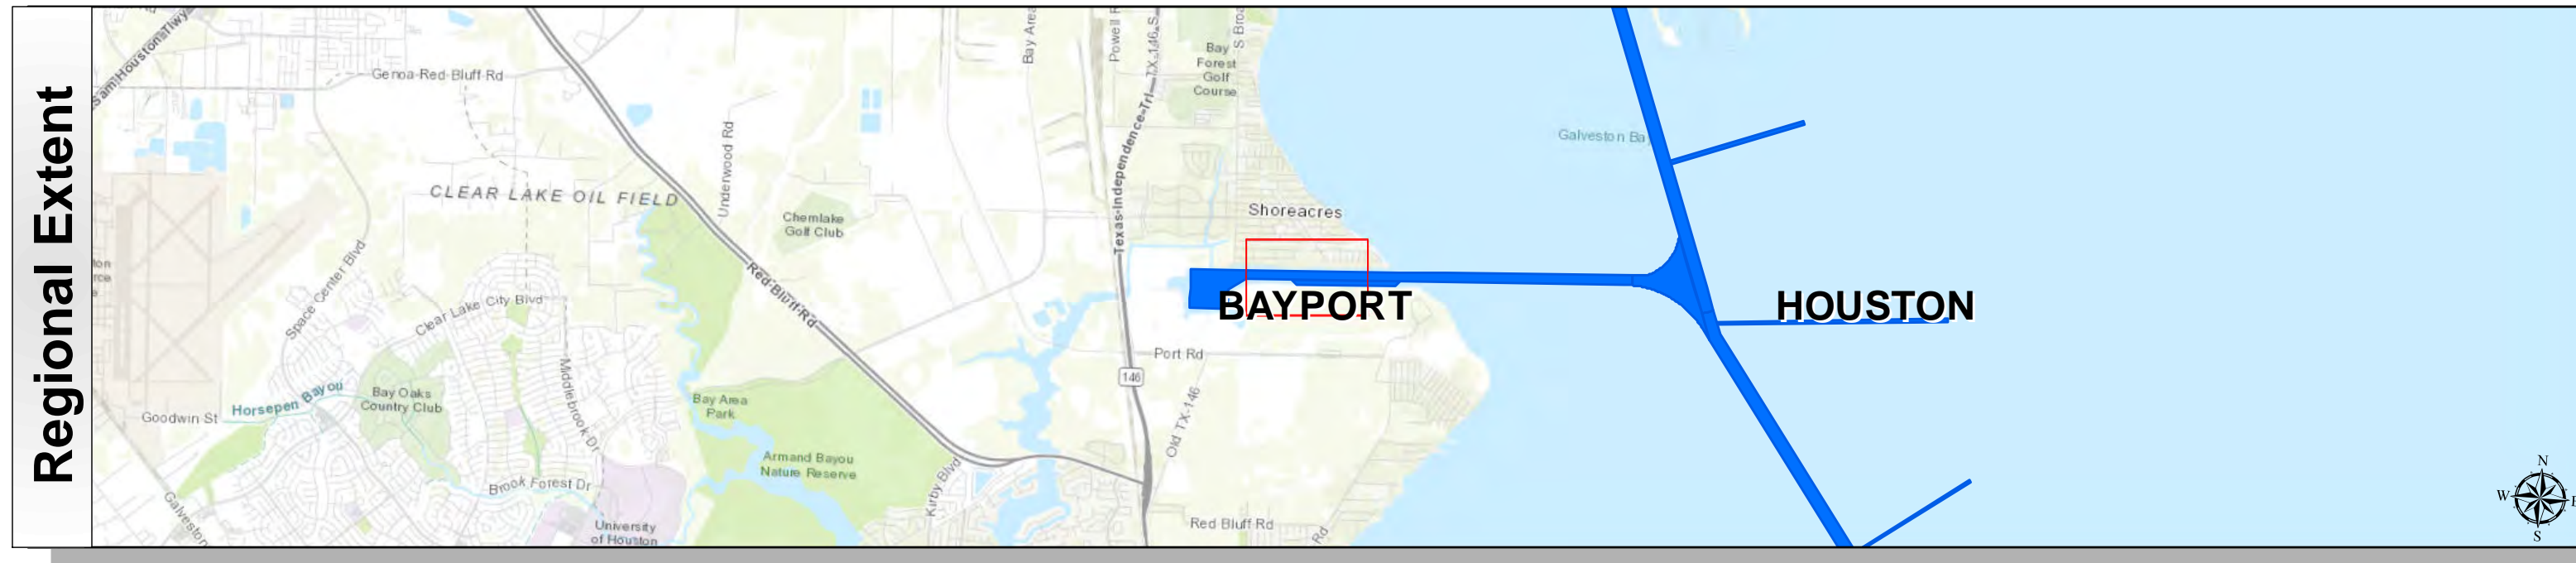 Regional Extent
Sam Houston Tlwy
Genoa-Red-Bluff-Rd
CLEAR LAKE OIL FIELD
Underwood Rd
Chemlake
Golf Club
Bay Area
Powell
TX-146-S
Texas-Independence-Trl
S Broa
Bay
Forest
Golf
Course
Shoreacres
Galveston Bay
BAYPORT
HOUSTON
Space Center Blvd
Clear Lake City Blvd
Red-Bluff-Rd
Middlebrook Dr
Goodwin St
Horsepen Bayou
Bay Oaks
Country Club
Bay Area
Park
Port Rd
146
Old TX-146
Armand Bayou
Nature Reserve
Kirby Blvd
Brook Forest Dr
Galveston
University
of Houston
Red Bluff Rd
Rd
N
W
E
S